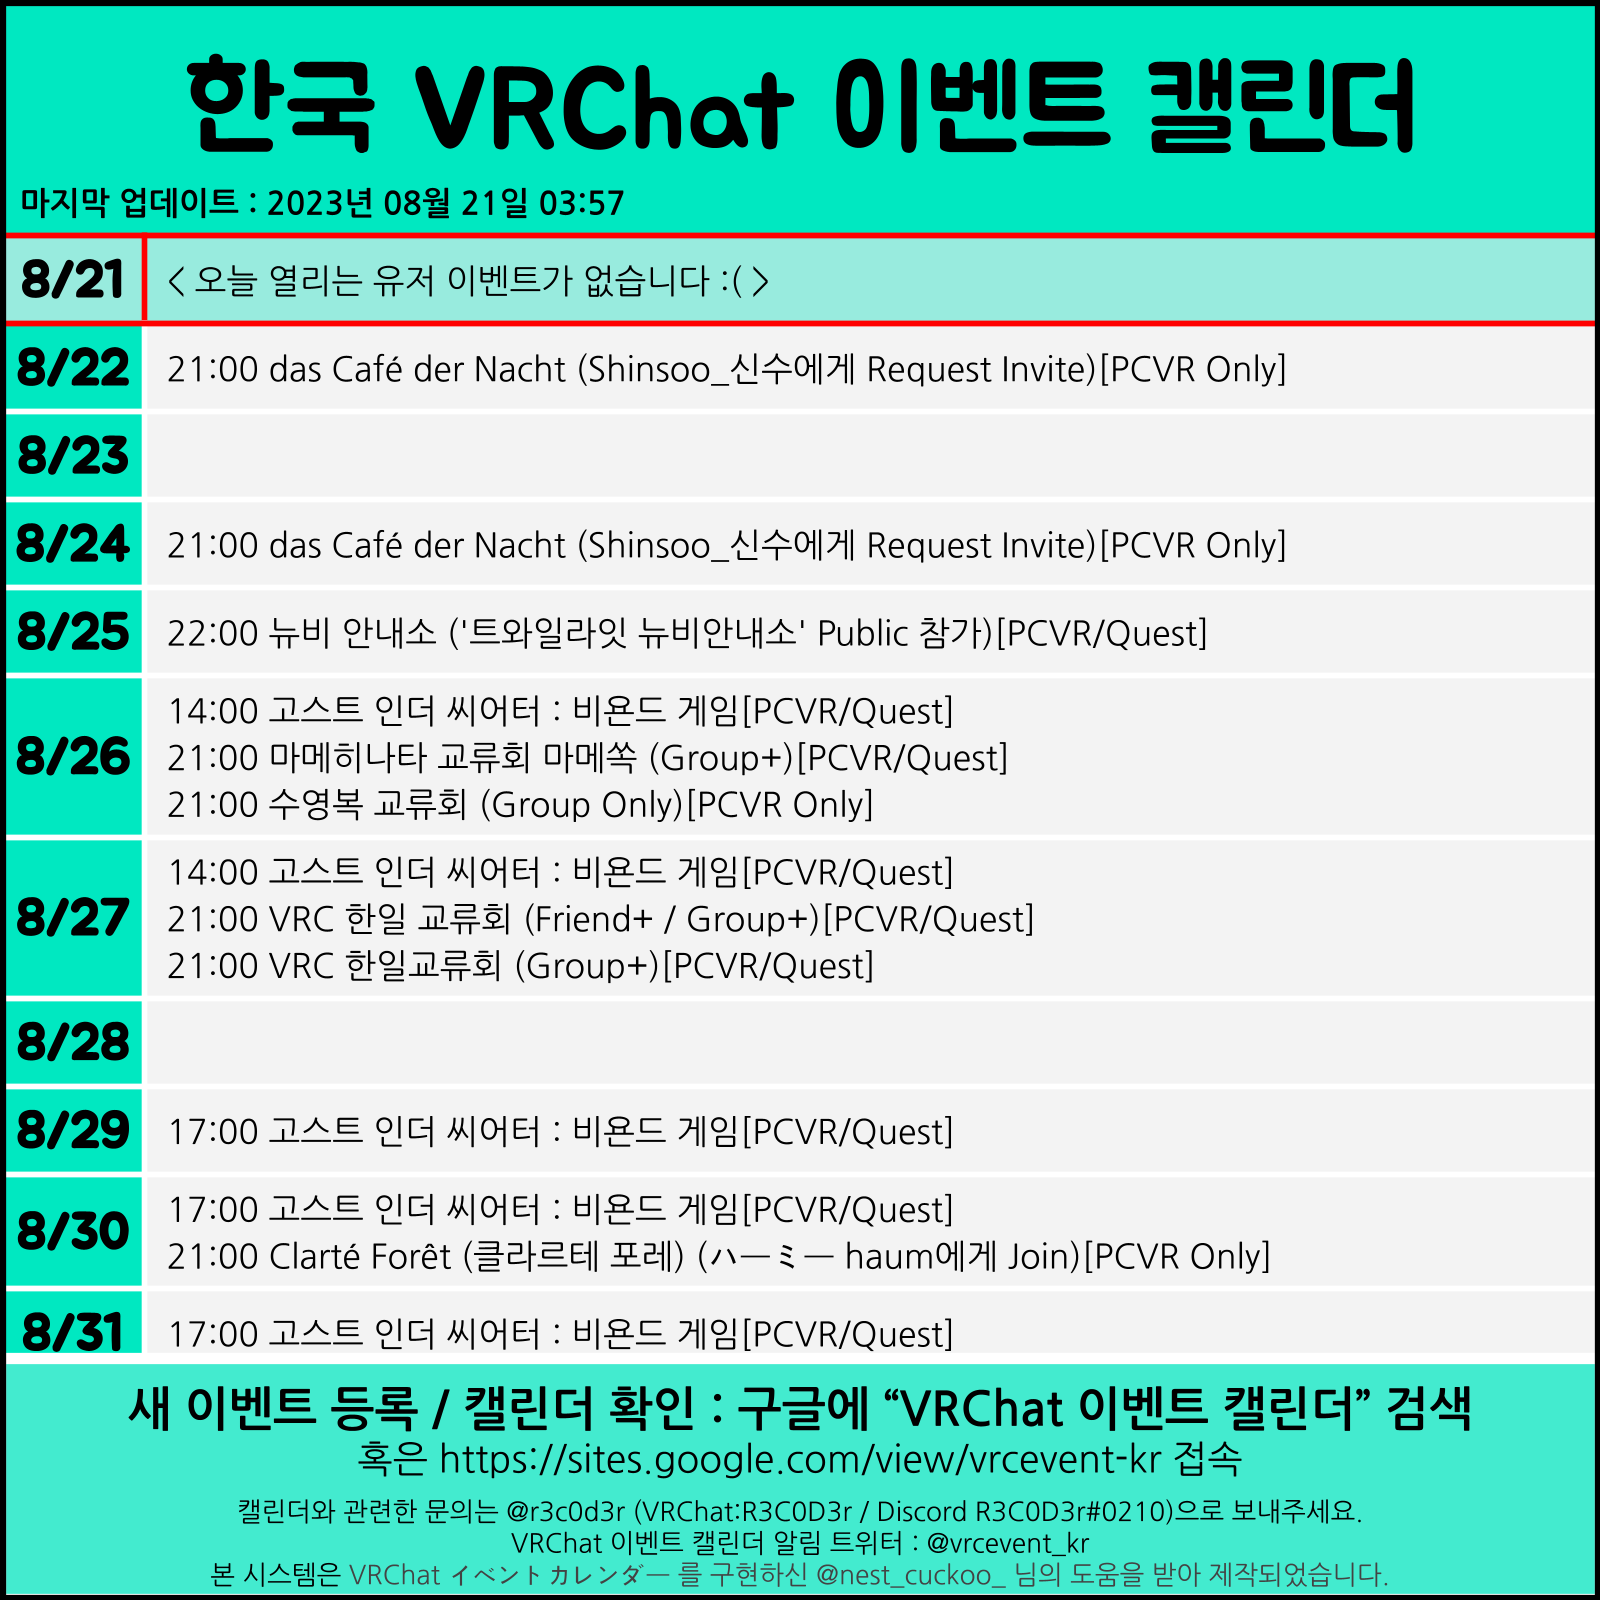 한국 VRChat 이벤트 캘린더
마지막 업데이트 : 2023년 08월 21일 03:57
8/21
< 오늘 열리는 유저 이벤트가 없습니다 :( >
8/22
21:00 das Café der Nacht (Shinsoo_신수에게 Request Invite)[PCVR Only]
8/23
8/24
21:00 das Café der Nacht (Shinsoo_신수에게 Request Invite)[PCVR Only]
8/25
22:00 뉴비 안내소 ('트와일라잇 뉴비안내소' Public 참가)[PCVR/Quest]
8/26
14:00 고스트 인더 씨어터 : 비욘드 게임[PCVR/Quest]
21:00 마메히나타 교류회 마메쏙 (Group+)[PCVR/Quest]
21:00 수영복 교류회 (Group Only)[PCVR Only]
8/27
14:00 고스트 인더 씨어터 : 비욘드 게임[PCVR/Quest]
21:00 VRC 한일 교류회 (Friend+ / Group+)[PCVR/Quest]
21:00 VRC 한일교류회 (Group+)[PCVR/Quest]
8/28
8/29
17:00 고스트 인더 씨어터 : 비욘드 게임[PCVR/Quest]
8/30
17:00 고스트 인더 씨어터 : 비욘드 게임[PCVR/Quest]
21:00 Clarté Forêt (클라르테 포레) (ハーミー haum에게 Join)[PCVR Only]
8/31
17:00 고스트 인더 씨어터 : 비욘드 게임[PCVR/Quest]
새 이벤트 등록 / 캘린더 확인 : 구글에 “VRChat 이벤트 캘린더” 검색
혹은 https://sites.google.com/view/vrcevent-kr 접속
캘린더와 관련한 문의는 @r3c0d3r (VRChat:R3C0D3r / Discord R3C0D3r#0210)으로 보내주세요.
VRChat 이벤트 캘린더 알림 트위터 : @vrcevent_kr
본 시스템은 VRChat イベントカレンダー 를 구현하신 @nest_cuckoo_ 님의 도움을 받아 제작되었습니다.